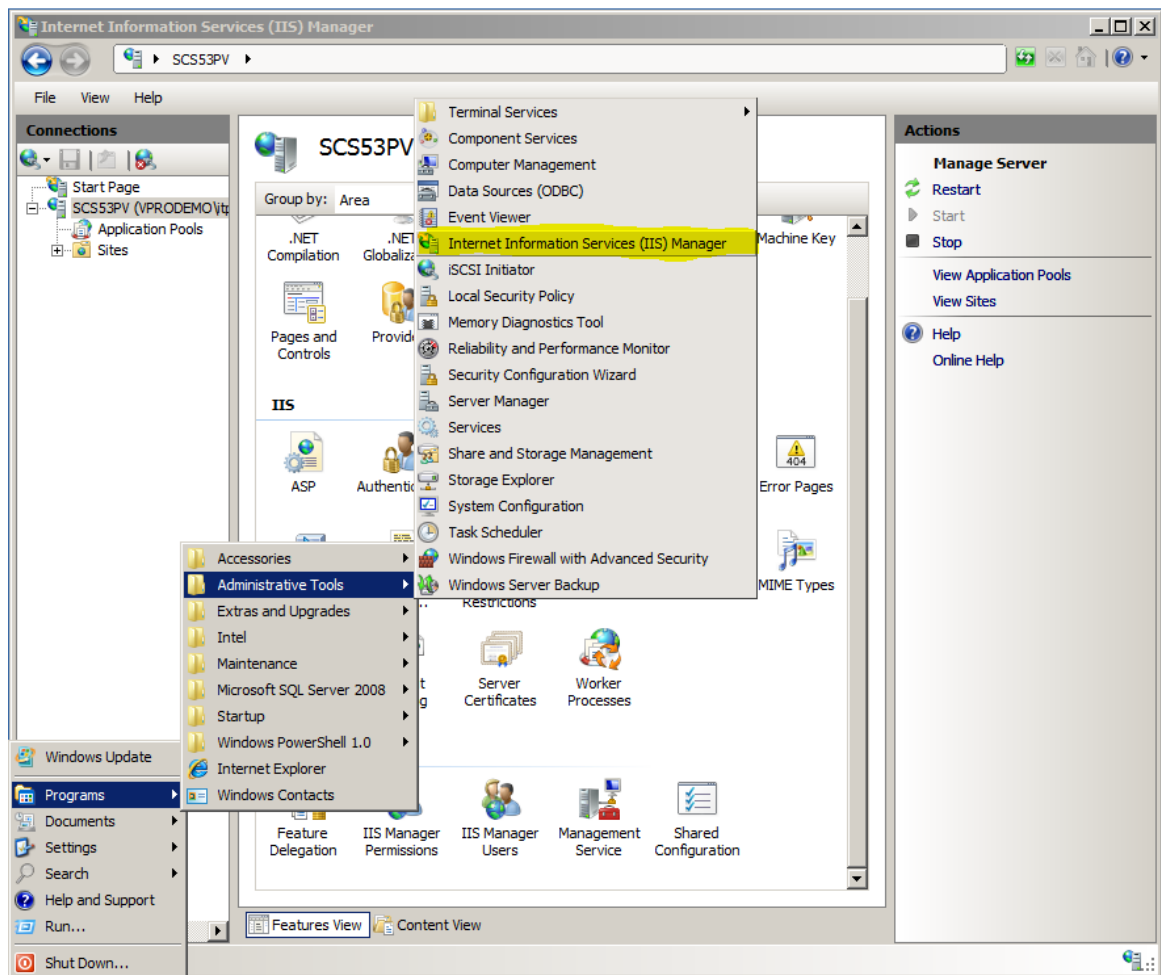 Internet Information Services (IIS) Manager
SCS53PV
File View Help
Connections
Start Page
SCS53PV (VPRODEMO\itp
Application Pools
Sites
SCS53PV
Group by: Area
.NET Compilation
.NET
Machine Key
Pages and Controls
IIS
ASP
Error Pages
MIME Types
Restrictions
Server Certificates
Worker Processes
Feature Delegation
IIS Manager Permissions
IIS Manager Users
Management Service
Shared Configuration
Features View
Content View
Terminal Services
Component Services
Computer Management
Data Sources (ODBC)
Event Viewer
Internet Information Services (IIS) Manager
iSCSI Initiator
Local Security Policy
Memory Diagnostics Tool
Reliability and Performance Monitor
Security Configuration Wizard
Server Manager
Services
Share and Storage Management
Storage Explorer
System Configuration
Task Scheduler
Windows Firewall with Advanced Security
Windows Server Backup
Accessories
Administrative Tools
Extras and Upgrades
Intel
Maintenance
Microsoft SQL Server 2008
Startup
Windows PowerShell 1.0
Internet Explorer
Windows Contacts
Windows Update
Programs
Documents
Settings
Search
Help and Support
Run...
Shut Down...
Actions
Manage Server
Restart
Start
Stop
View Application Pools
View Sites
Help
Online Help
404